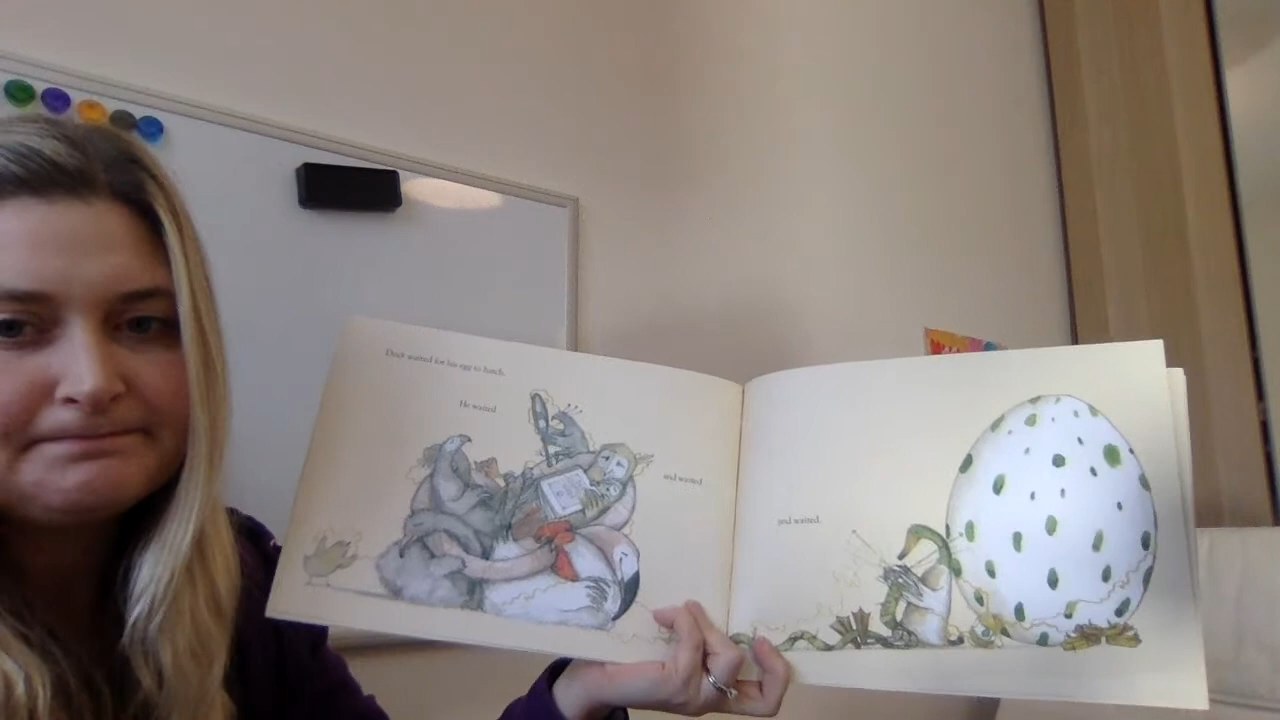 Duck waited for his egg to hatch.
He waited
and waited
and waited.